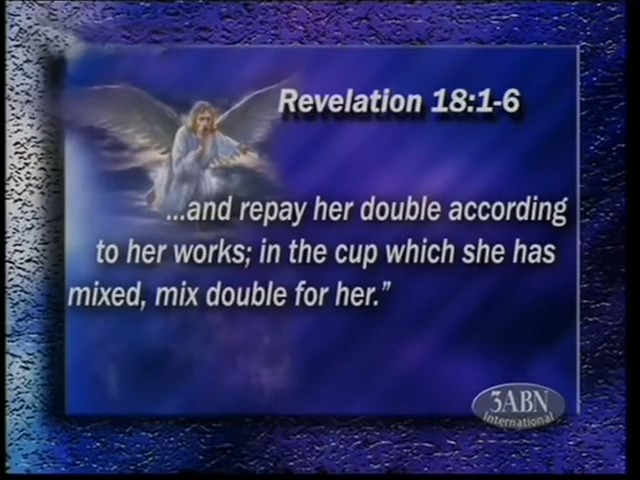 Revelation 18:1-6
...and repay her double according
to her works; in the cup which she has
mixed, mix double for her.”
3ABN
International